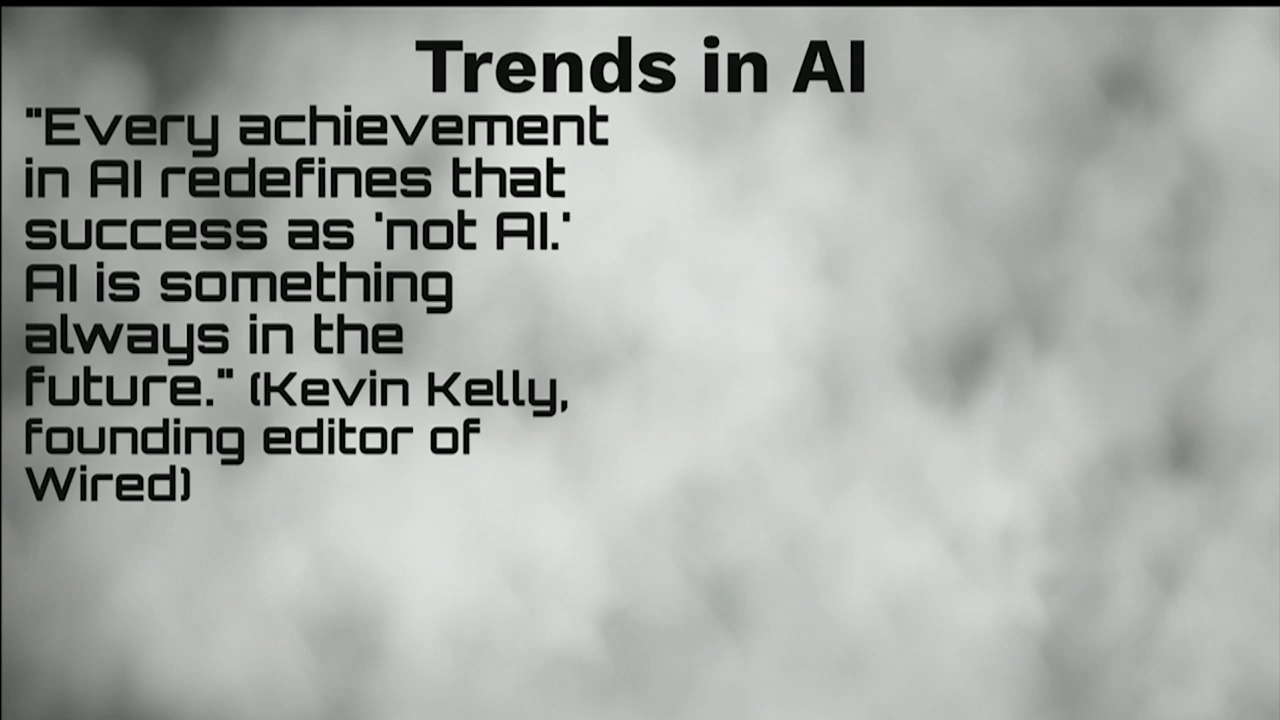 Trends in AI
"Every achievement
in AI redefines that
success as 'not AI.'
AI is something
always in the
future." (Kevin Kelly,
founding editor of
Wired)